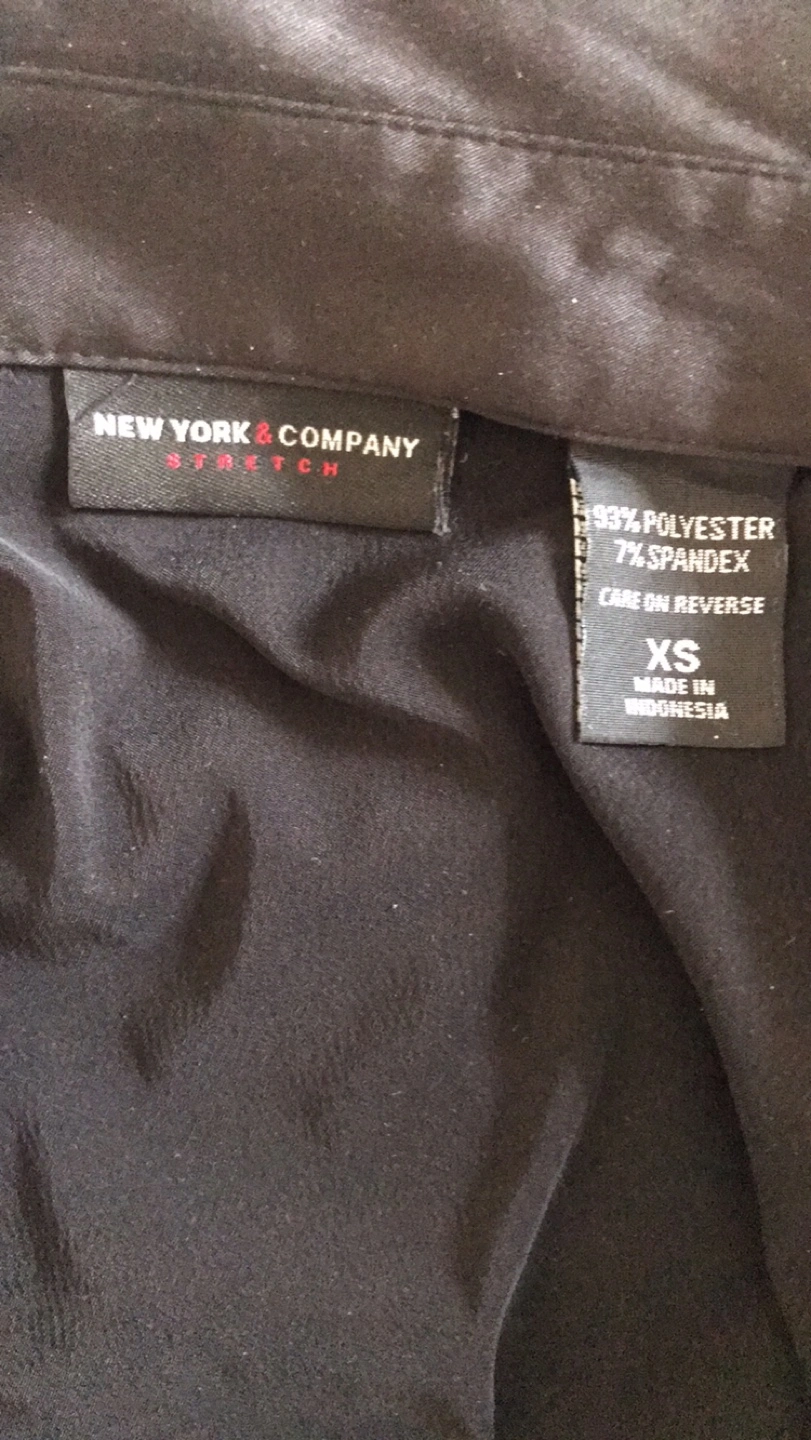 NEW YORK & COMPANY
STRETCH
93% POLYESTER
7% SPANDEX
CARE ON REVERSE
XS
MADE IN
INDONESIA